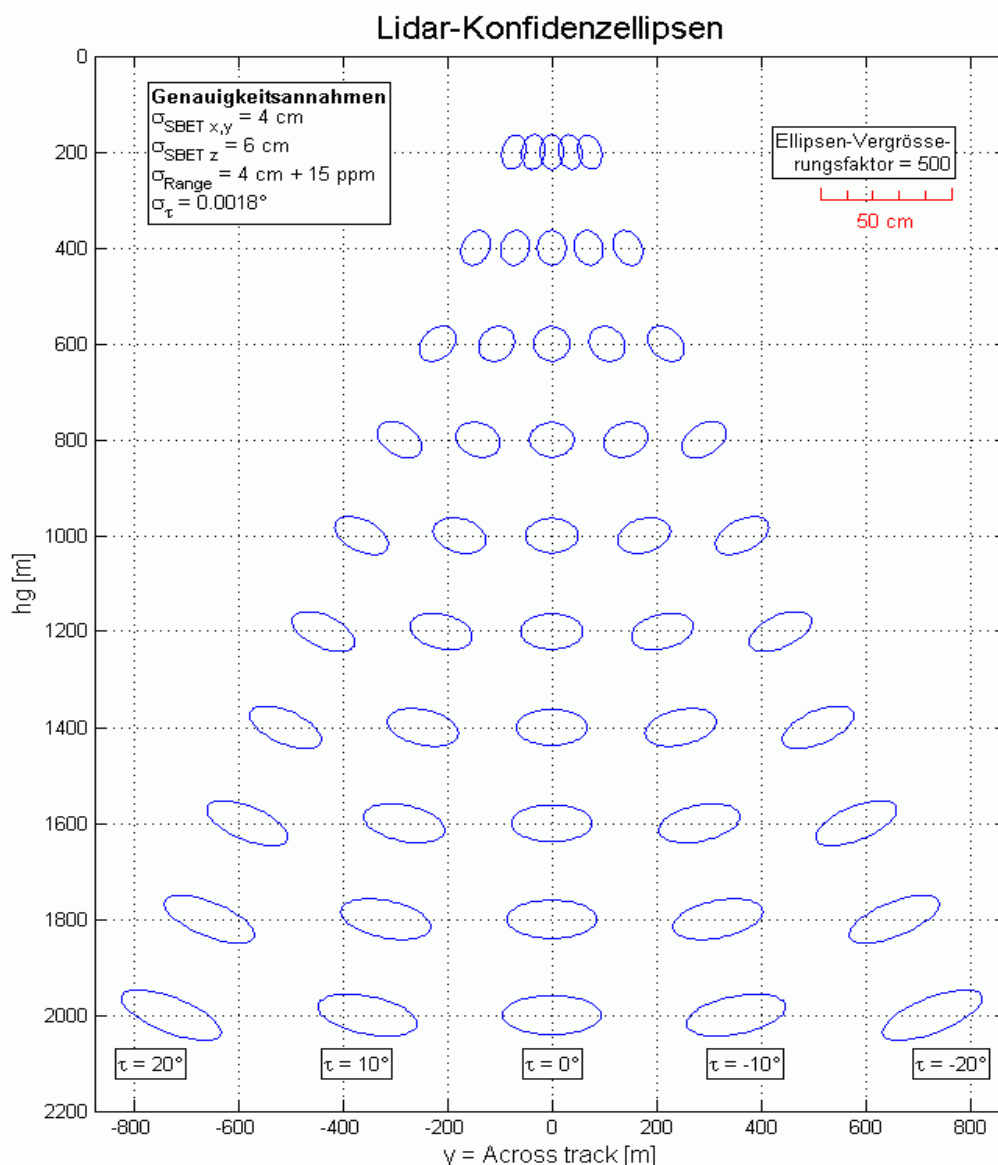 Lidar-Konfidenzellipsen
Genauigkeitsannahmen
σSBET x,y = 4 cm
σSBET z = 6 cm
σRange = 4 cm + 15 ppm
στ = 0.0018°
Ellipsen-Vergrösse-
rungsfaktor = 500
50 cm
0
200
400
600
800
1000
1200
1400
1600
1800
2000
2200
hg [m]
τ = 20°
τ = 10°
τ = 0°
τ = -10°
τ = -20°
-800
-600
-400
-200
0
200
400
600
800
y = Across track [m]